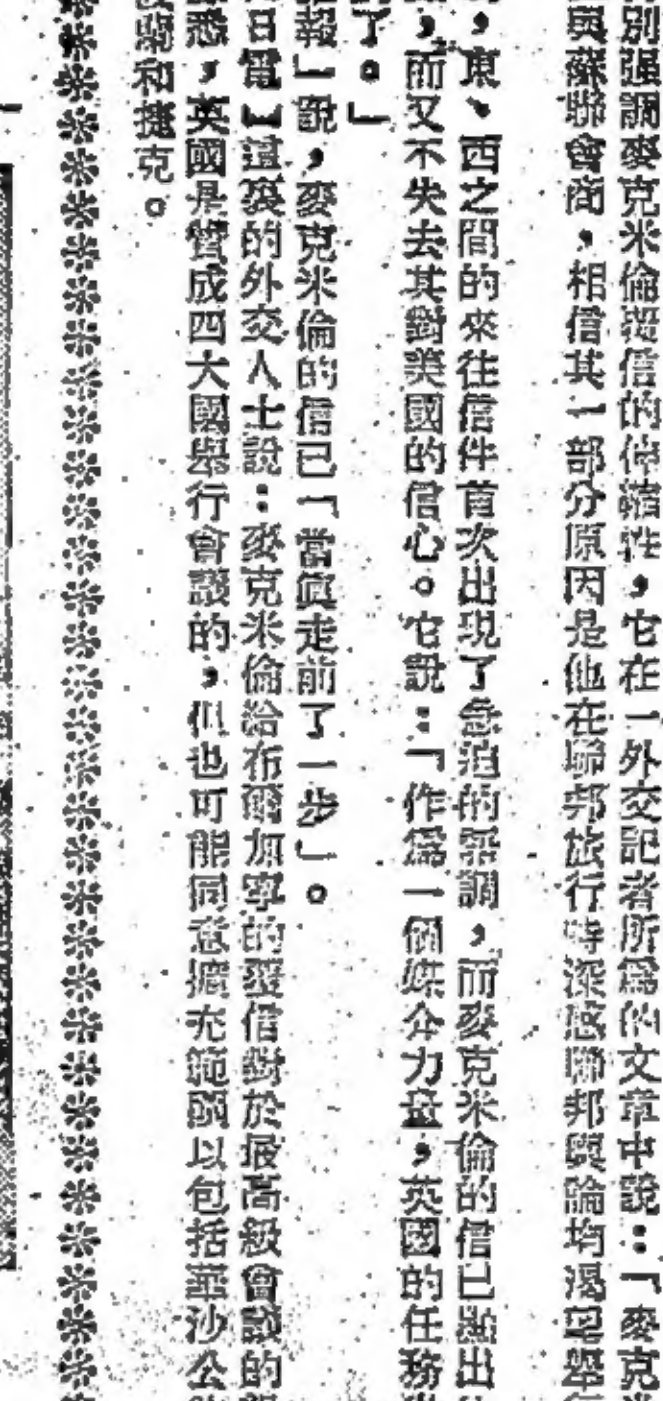 別強調麥克米倫覆信的伸縮性,它在一外交記者所爲的文章中說:「麥克
與蘇聯會商,相信其一部分原因是他在聯邦旅行時深感聯邦輿論均渴望舉行
,東、西之間的來往信件首次出現了急迫的器調,而麥克米倫的信已點出
,而又不失去其對美國的信心。它說:「作爲一個媒介力量,英國的任務
了。」
報」說,麥克米倫的信已「當眞走前了一步」。
日電】這裏的外交人士說:麥克米倫給布爾加寧的覆信對於最高級會議的
悉,英國是贊成四大國舉行會議的,但也可能同意擴充範圍以包括華沙公
和捷克。